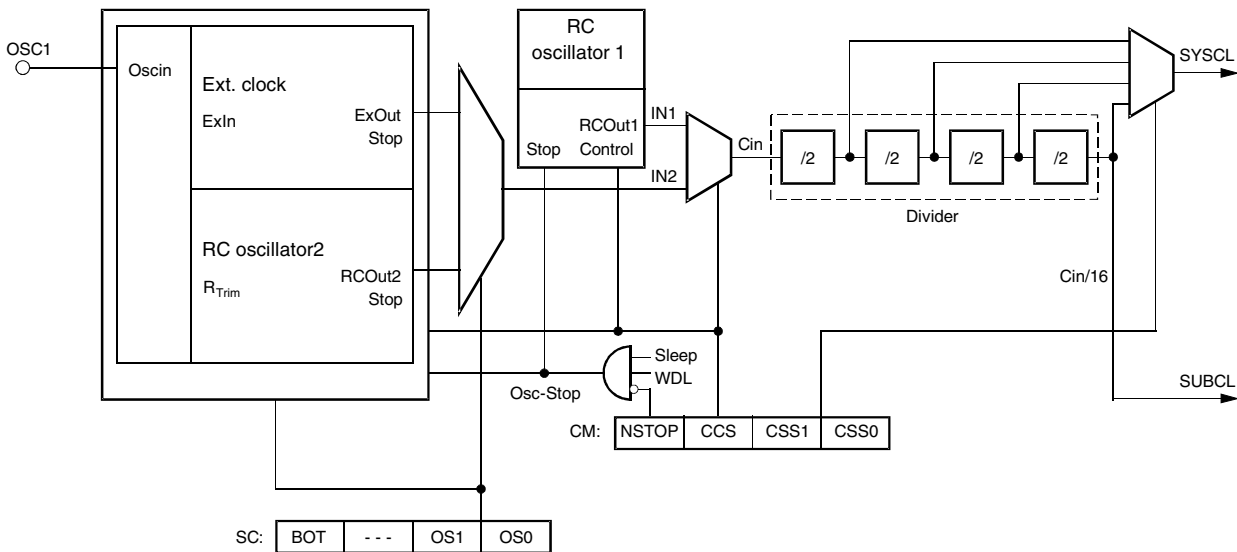 OSC1
Oscin
Ext. clock
ExIn
ExOut
Stop
RC oscillator2
RTrim
RCOut2
Stop
RC
oscillator 1
RCOut1
Stop Control
IN1
IN2
Cin
/2 /2 /2 /2
Divider
SYSCL
Cin/16
SUBCL
Sleep
WDL
Osc-Stop
CM: NSTOP CCS CSS1 CSS0
SC: BOT - - - OS1 OS0